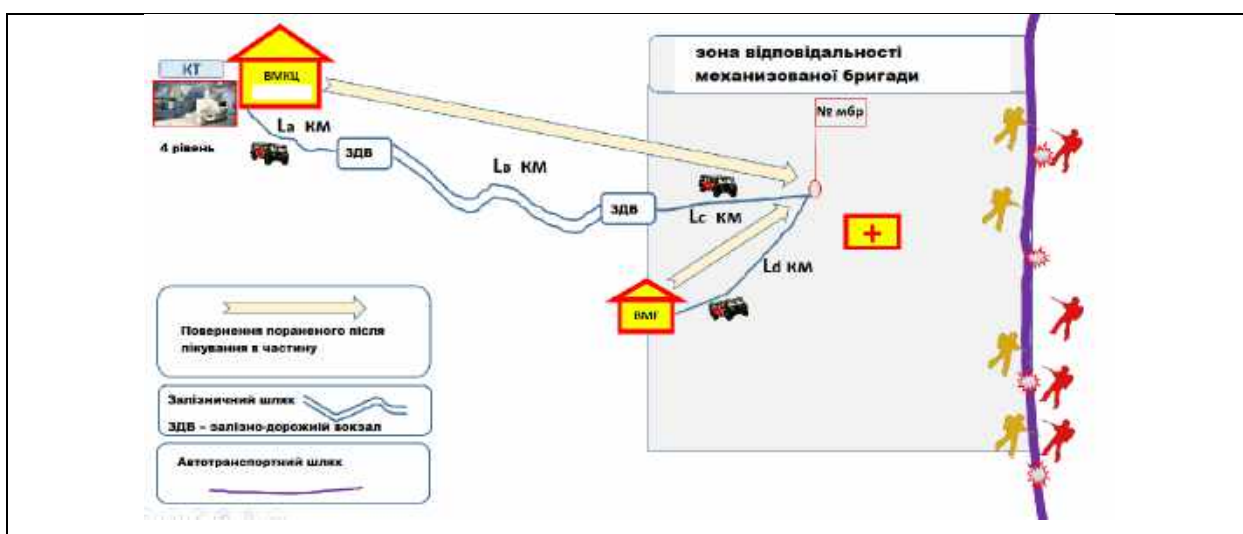 КТ
ВМКЦ
4 рівень
La км
ЗДВ
Lв км
ЗДВ
Lс км
Ld км
ВМГ
зона відповідальності
механизованої бригади
№ мбр
Повернення пораненого після
лікування в частину
Залізничний шлях
ЗДВ – залізно-дорожній вокзал
Автотранспортний шлях